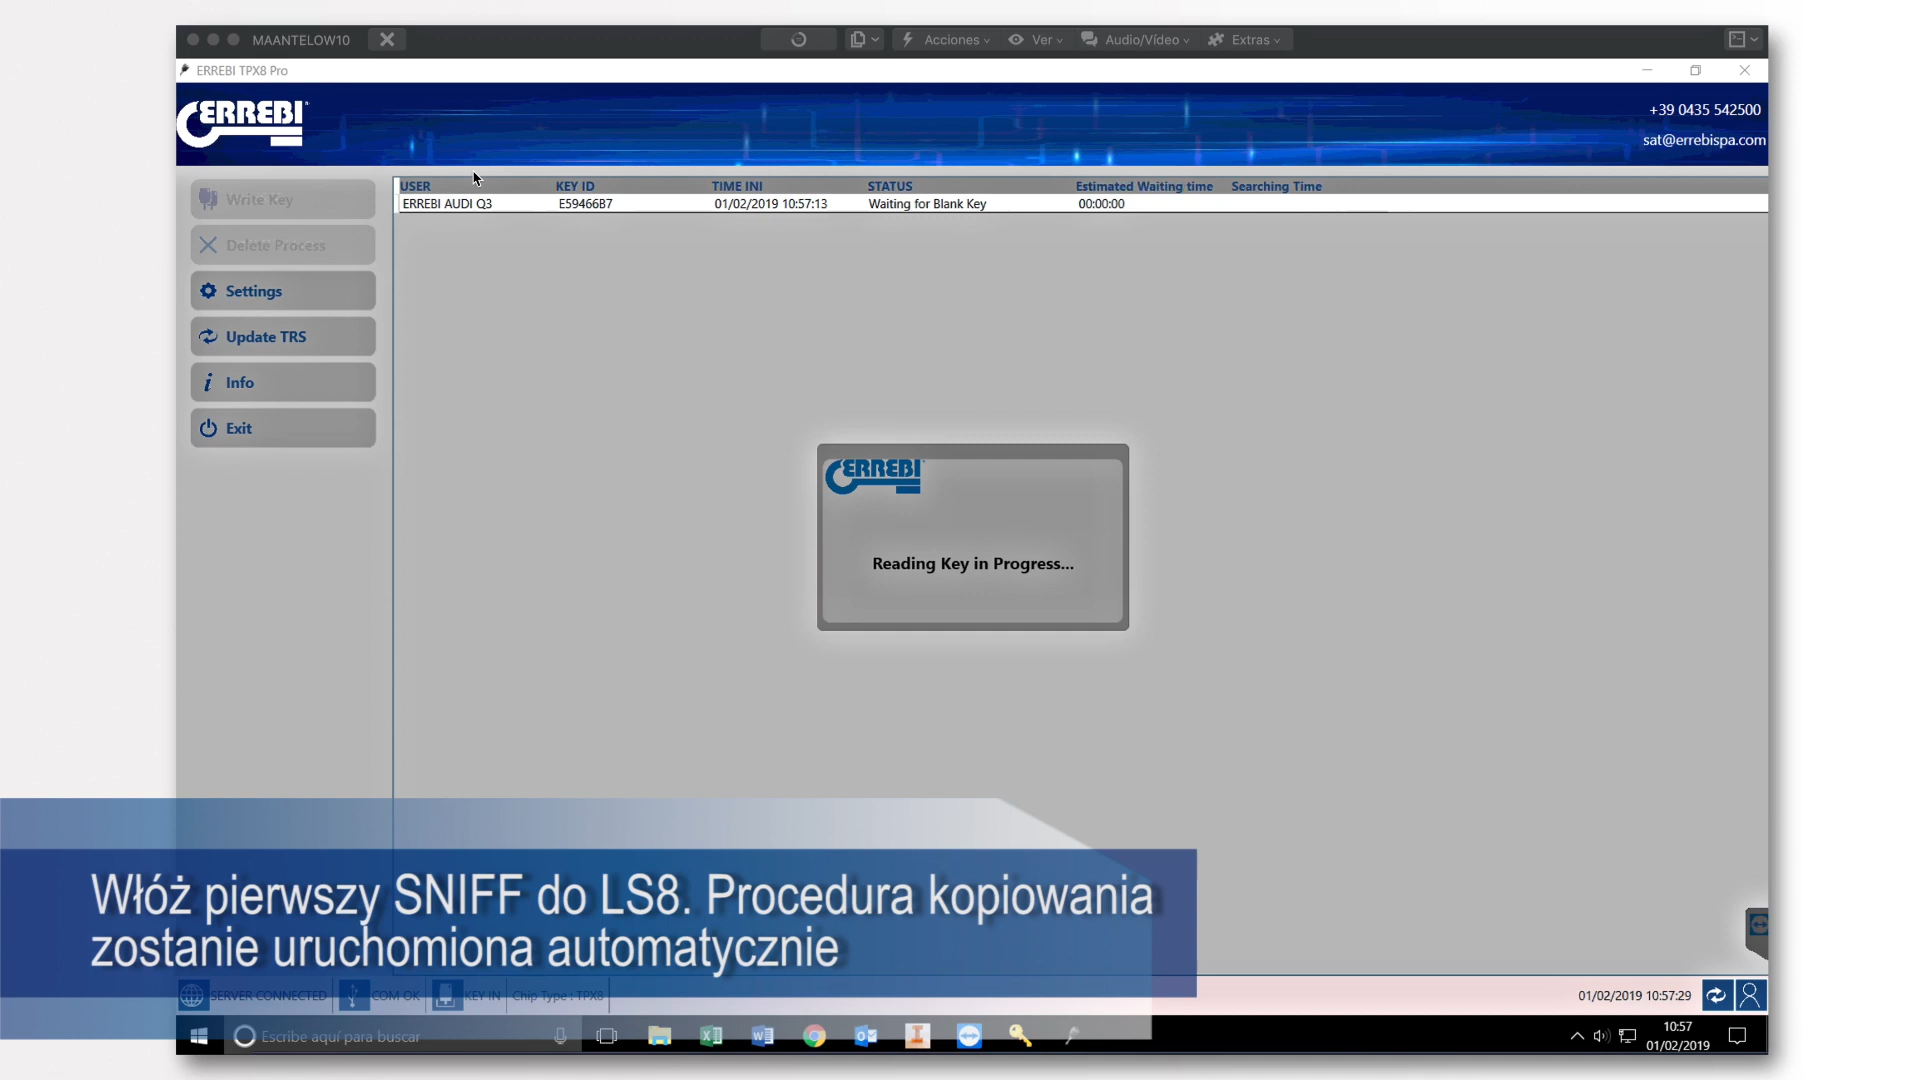 MAANTELOW10
Acciones
Ver
Audio/Vídeo
Extras
ERREBI TPX8 Pro
ERREBI
+39 0435 542500
sat@errebispa.com
Write Key
Delete Process
Settings
Update TRS
Info
Exit
USER KEY ID TIME INI STATUS Estimated Waiting time Searching Time
ERREBI AUDI Q3 E59466B7 01/02/2019 10:57:13 Waiting for Blank Key 00:00:00
ERREBI
Reading Key in Progress...
Włóż pierwszy SNIFF do LS8. Procedura kopiowania
zostanie uruchomiona automatycznie
SERVER CONNECTED COM OK KEY IN Chip Type : TPX8 01/02/2019 10:57:29
Escribe aquí para buscar
10:57
01/02/2019